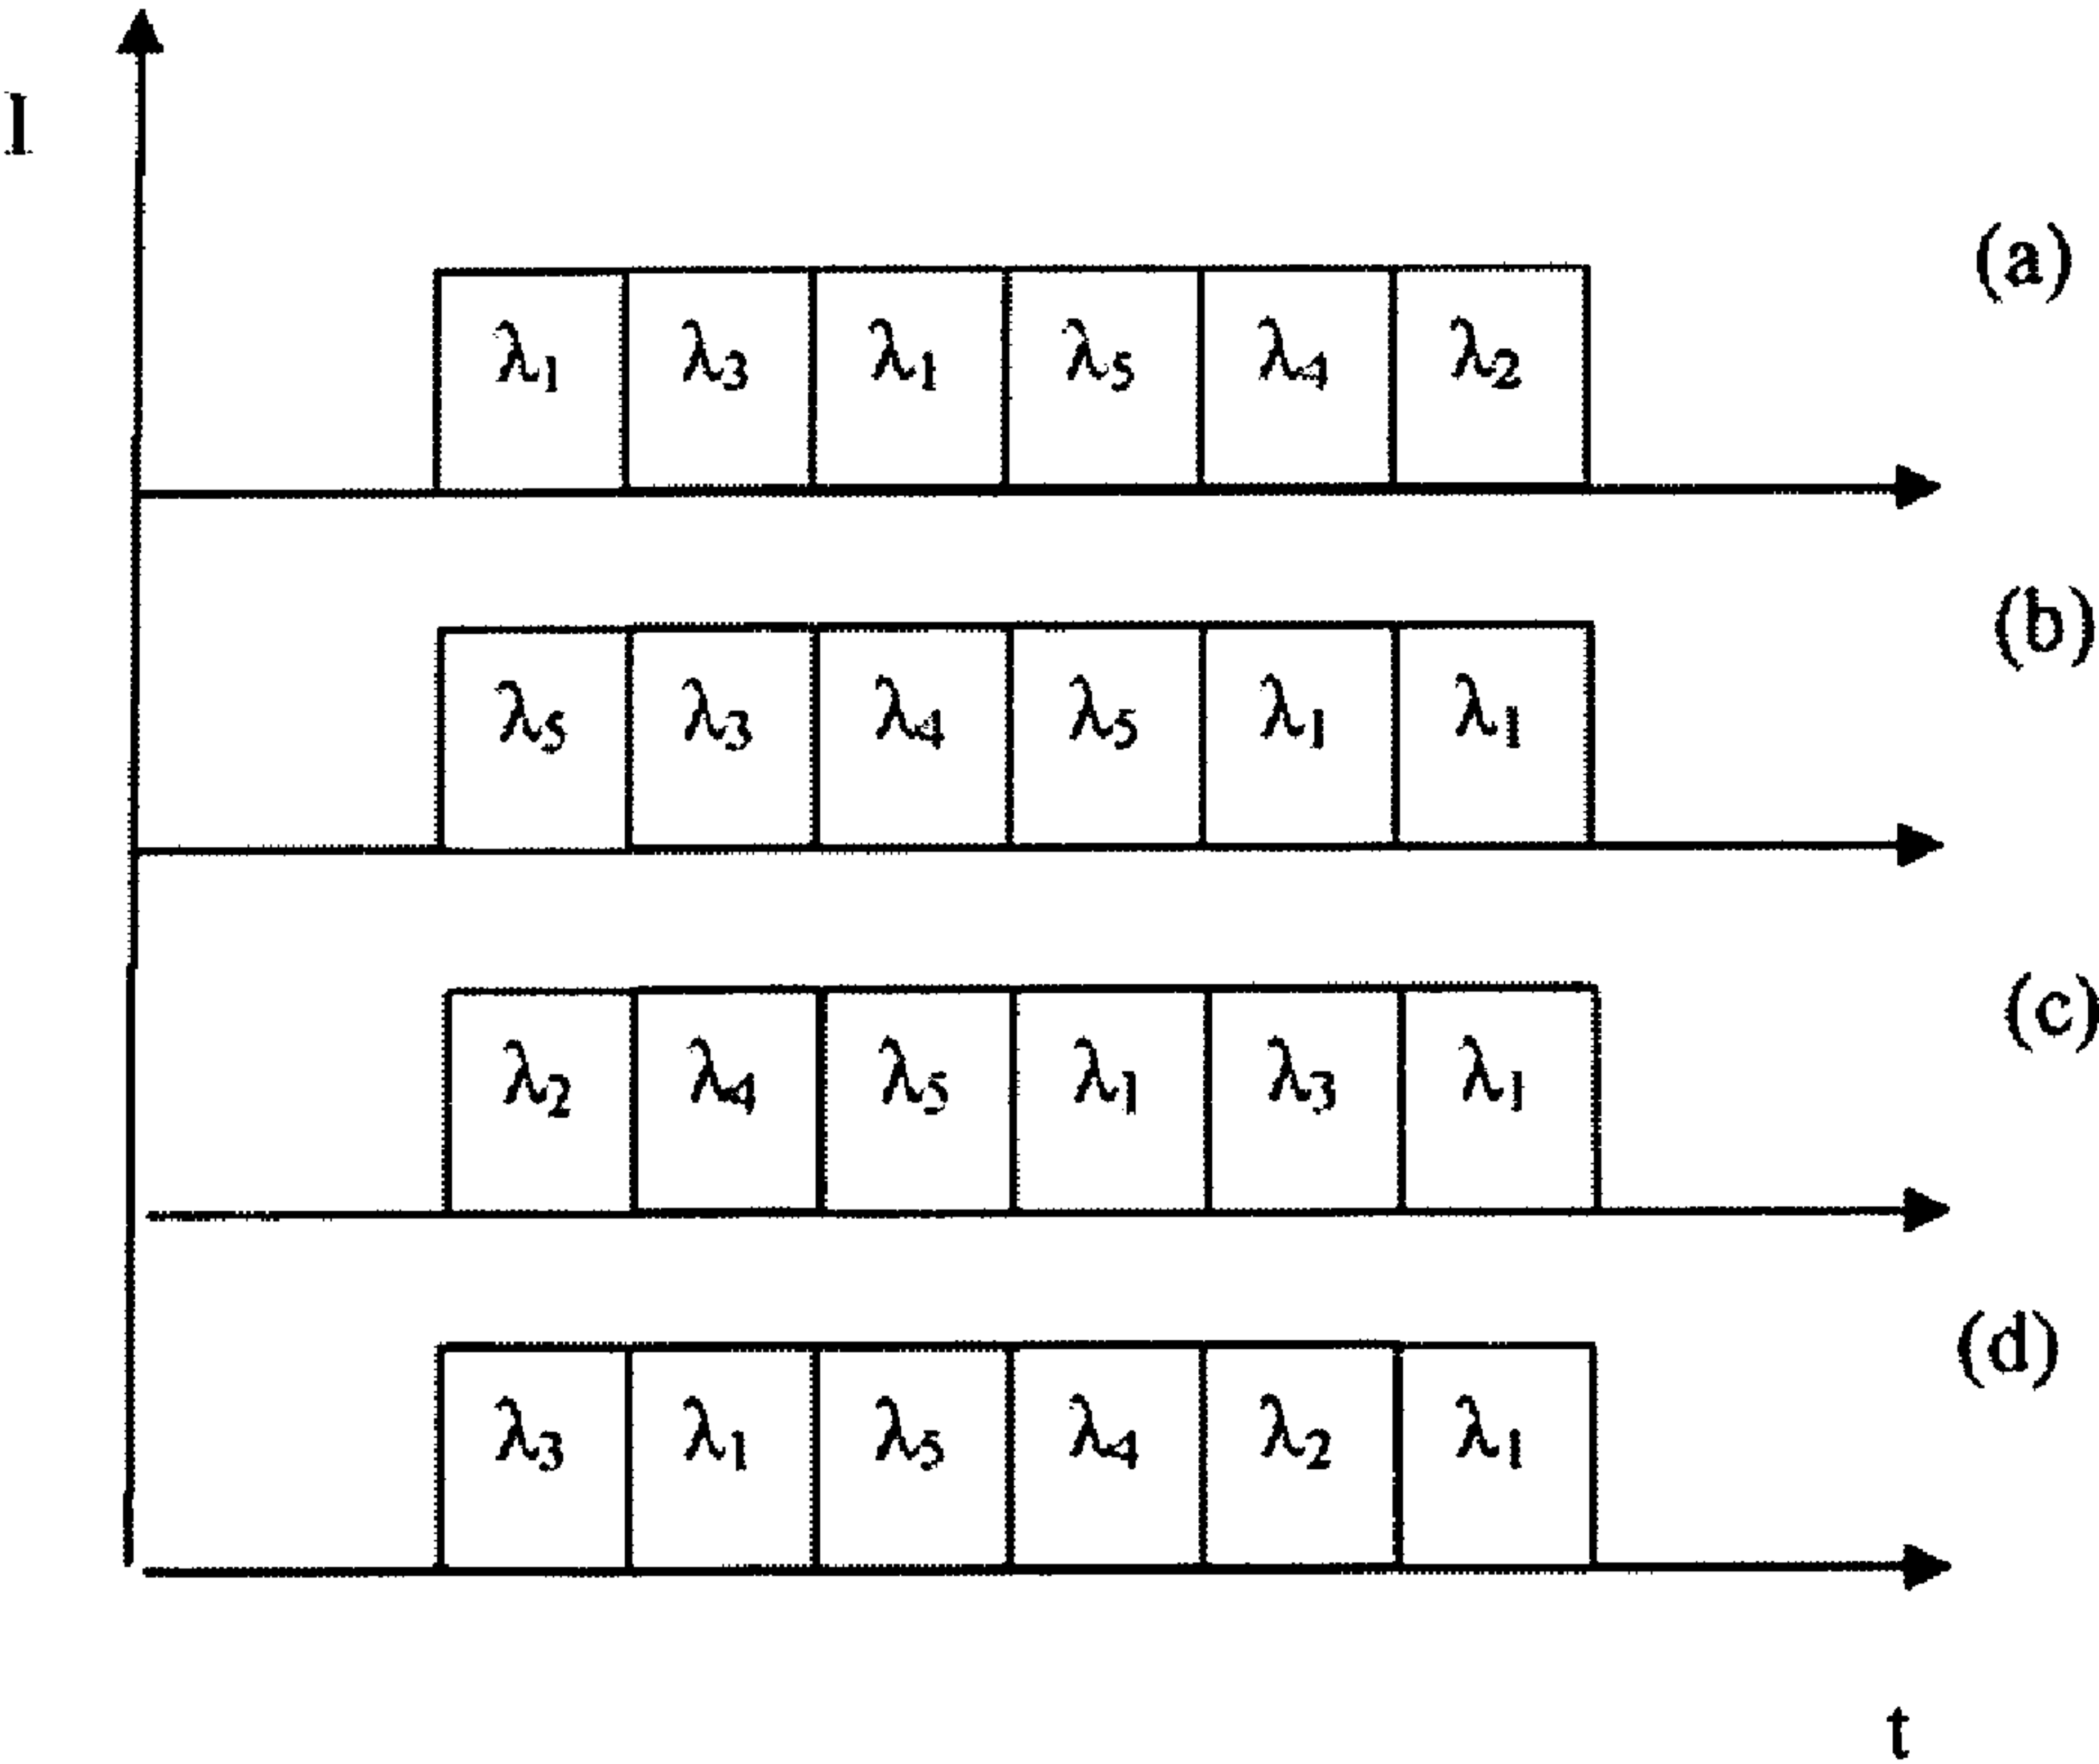 I
(a)
λ1 λ3 λ1 λ5 λ4 λ2
(b)
λ5 λ3 λ4 λ5 λ1 λ1
(c)
λ2 λ4 λ5 λ1 λ3 λ1
(d)
λ3 λ1 λ5 λ4 λ2 λ1
t